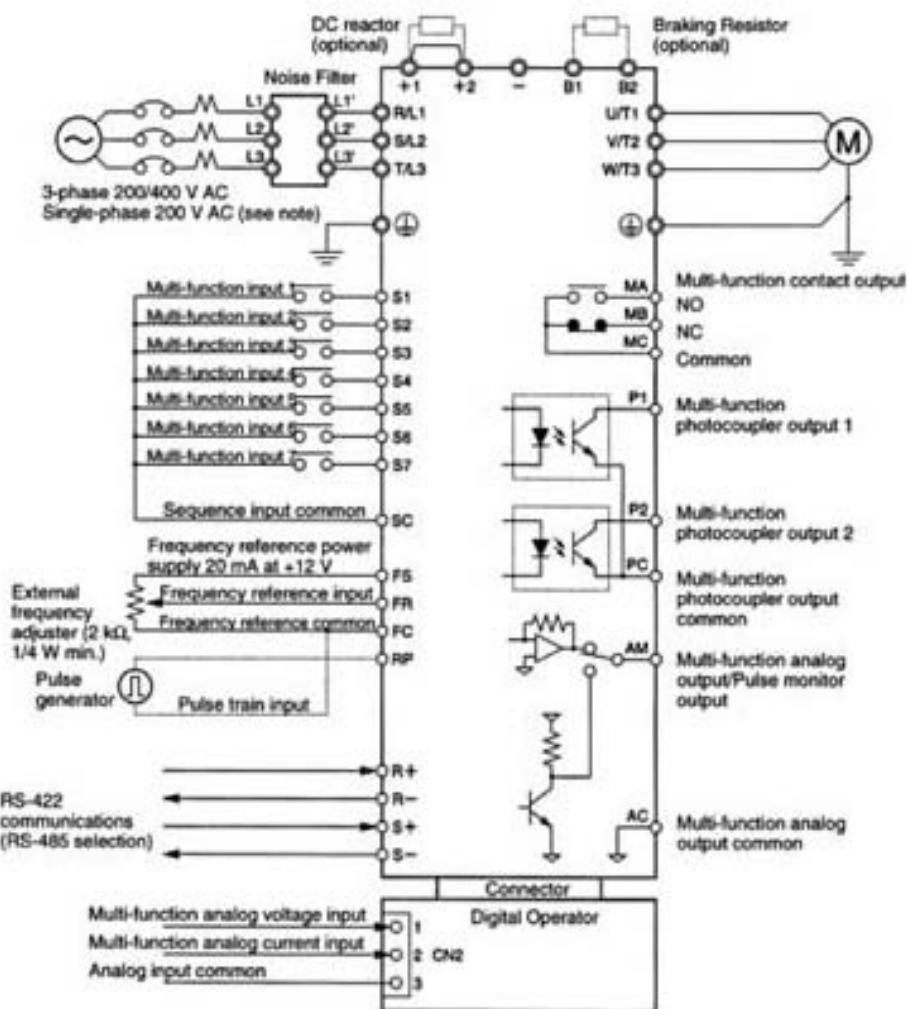 DC reactor
(optional)
Braking Resistor
(optional)
+1
+2
−
B1
B2
Noise Filter
L1
L1'
R/L1
U/T1
L2
L2'
S/L2
V/T2
M
L3
L3'
T/L3
W/T3
3-phase 200/400 V AC
Single-phase 200 V AC (see note)
Multi-function input 1
S1
Multi-function input 2
S2
Multi-function input 3
S3
Multi-function input 4
S4
Multi-function input 5
S5
Multi-function input 6
S6
Multi-function input 7
S7
Sequence input common
SC
Frequency reference power
supply 20 mA at +12 V
FS
Frequency reference input
FR
Frequency reference common
FC
External
frequency
adjuster (2 kΩ,
1/4 W min.)
RP
Pulse
generator
Pulse train input
R+
R−
S+
S−
RS-422
communications
(RS-485 selection)
MA
Multi-function contact output
NO
MB
NC
MC
Common
P1
Multi-function
photocoupler output 1
P2
Multi-function
photocoupler output 2
PC
Multi-function
photocoupler output
common
AM
Multi-function analog
output/Pulse monitor
output
AC
Multi-function analog
output common
Connector
Digital Operator
Multi-function analog voltage input
1
Multi-function analog current input
2 CN2
Analog input common
3